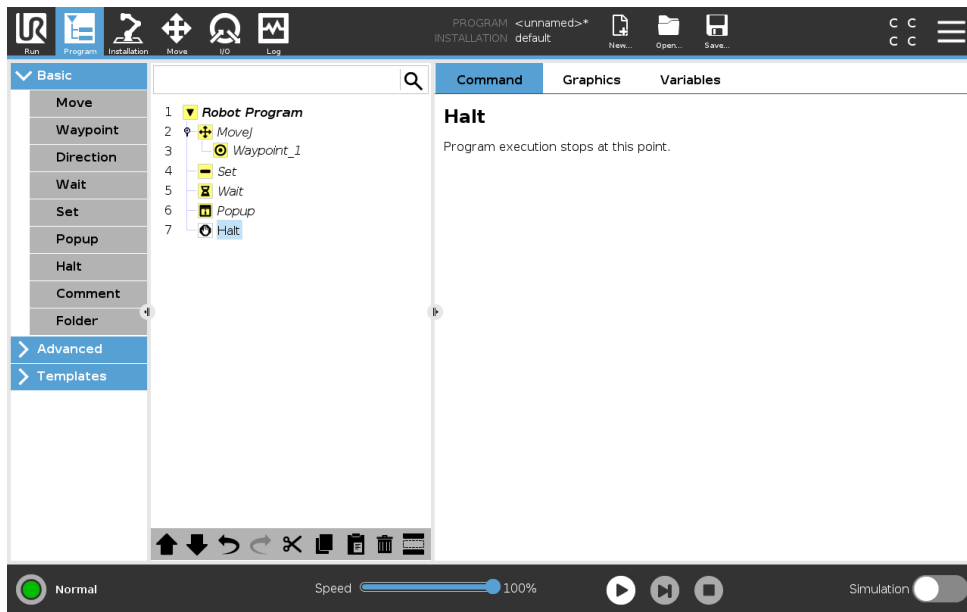 PROGRAM <unnamed>*
INSTALLATION default
UR
Run
Program
Installation
Move
I/O
Log
New...
Open...
Save...
C C
C C
Basic
Move
Waypoint
Direction
Wait
Set
Popup
Halt
Comment
Folder
Advanced
Templates
1 Robot Program
2 MoveJ
3 Waypoint_1
4 Set
5 Wait
6 Popup
7 Halt
Command Graphics Variables
Halt
Program execution stops at this point.
Normal
Speed 100%
Simulation